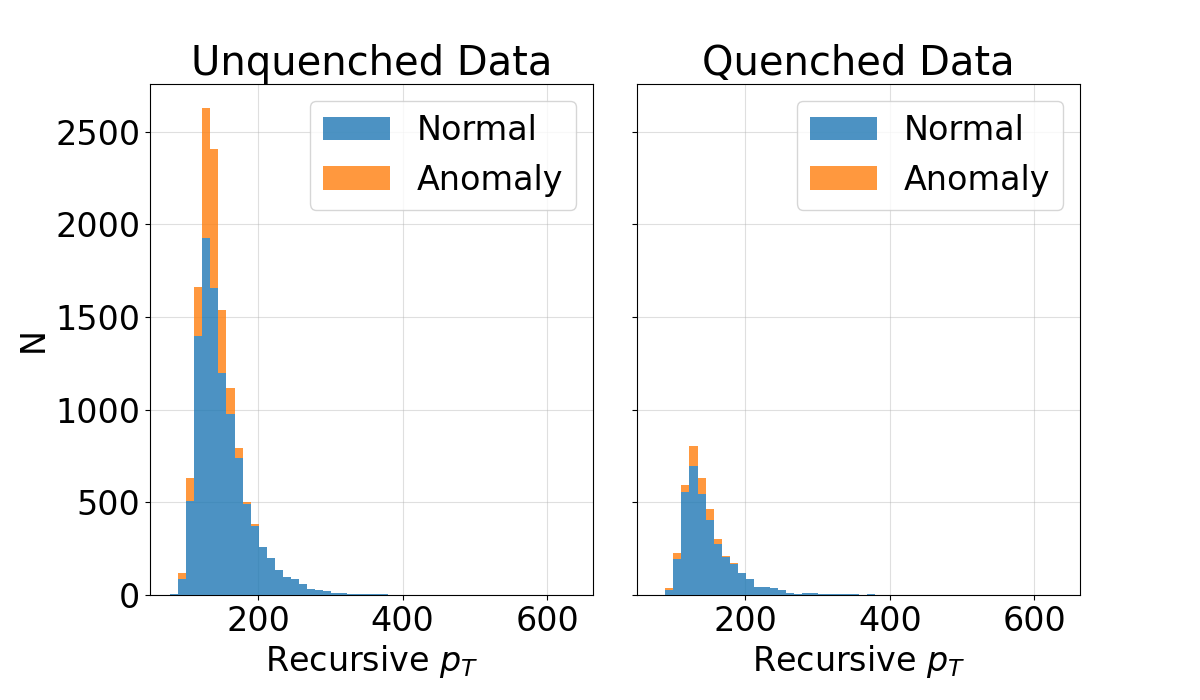 Unquenched Data
Quenched Data
Normal
Anomaly
Normal
Anomaly
2500
2000
1500
1000
500
0
N
200 400 600
200 400 600
Recursive $p_T$
Recursive $p_T$